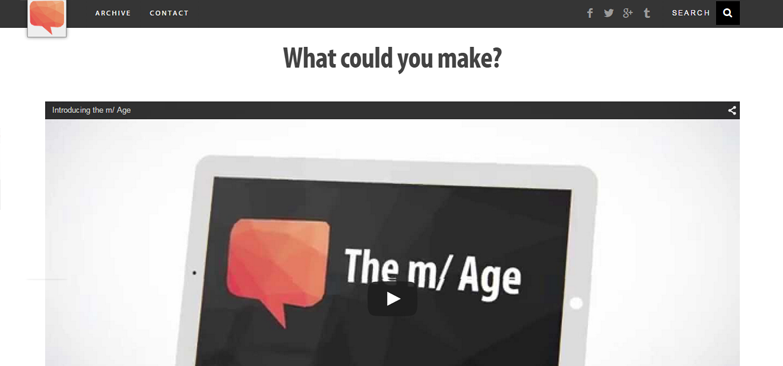 ARCHIVE CONTACT SEARCH
What could you make?
Introducing the m/ Age
The m/ Age